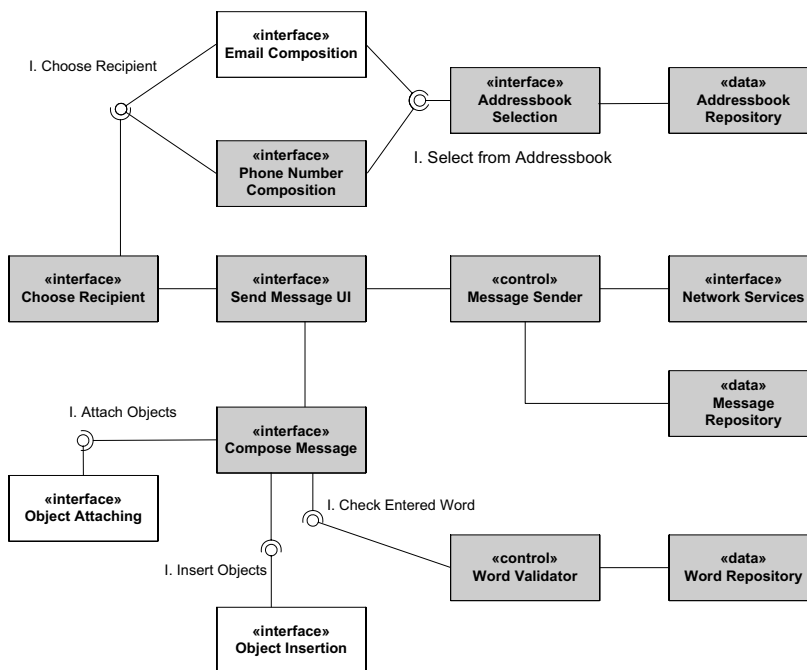 «interface»
Email Composition
I. Choose Recipient
«interface»
Addressbook
Selection
«data»
Addressbook
Repository
«interface»
Phone Number
Composition
I. Select from Addressbook
«interface»
Choose Recipient
«interface»
Send Message UI
«control»
Message Sender
«interface»
Network Services
«data»
Message
Repository
I. Attach Objects
«interface»
Compose Message
«interface»
Object Attaching
I. Check Entered Word
I. Insert Objects
«control»
Word Validator
«data»
Word Repository
«interface»
Object Insertion